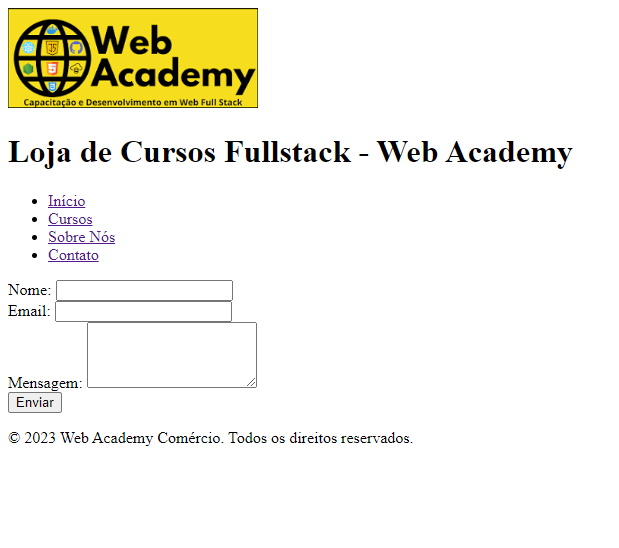 Web
Academy
Capacitação e Desenvolvimento em Web Full Stack
Loja de Cursos Fullstack - Web Academy
Início
Cursos
Sobre Nós
Contato
Nome:
Email:
Mensagem:
Enviar
© 2023 Web Academy Comércio. Todos os direitos reservados.